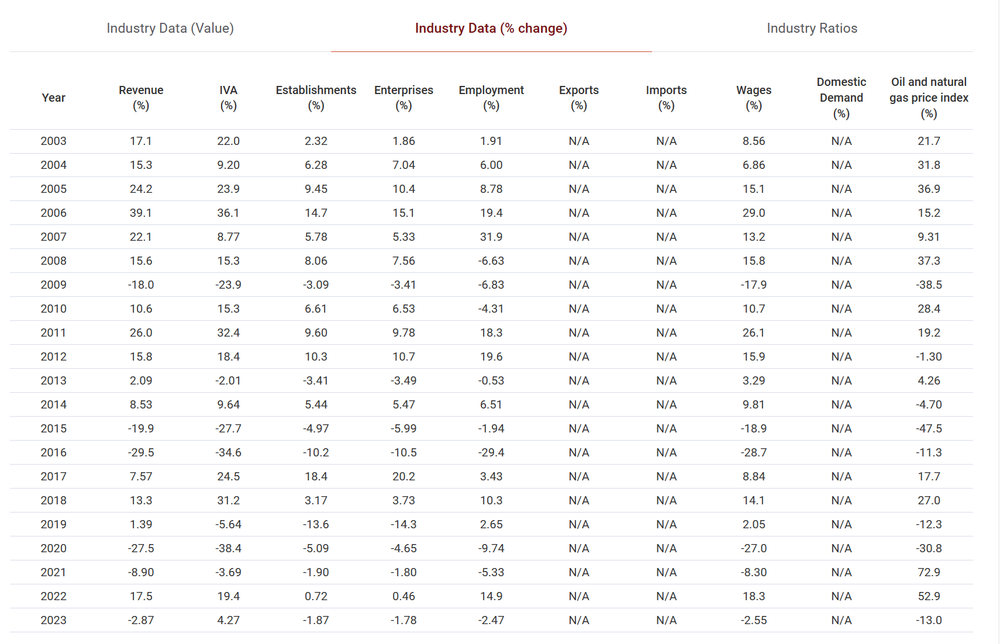 Industry Data (Value) Industry Data (% change) Industry Ratios
Year Revenue (%) IVA (%) Establishments (%) Enterprises (%) Employment (%) Exports (%) Imports (%) Wages (%) Domestic Demand (%) Oil and natural gas price index (%)
2003 17.1 22.0 2.32 1.86 1.91 N/A N/A 8.56 N/A 21.7
2004 15.3 9.20 6.28 7.04 6.00 N/A N/A 6.86 N/A 31.8
2005 24.2 23.9 9.45 10.4 8.78 N/A N/A 15.1 N/A 36.9
2006 39.1 36.1 14.7 15.1 19.4 N/A N/A 29.0 N/A 15.2
2007 22.1 8.77 5.78 5.33 31.9 N/A N/A 13.2 N/A 9.31
2008 15.6 15.3 8.06 7.56 -6.63 N/A N/A 15.8 N/A 37.3
2009 -18.0 -23.9 -3.09 -3.41 -6.83 N/A N/A -17.9 N/A -38.5
2010 10.6 15.3 6.61 6.53 -4.31 N/A N/A 10.7 N/A 28.4
2011 26.0 32.4 9.60 9.78 18.3 N/A N/A 26.1 N/A 19.2
2012 15.8 18.4 10.3 10.7 19.6 N/A N/A 15.9 N/A -1.30
2013 2.09 -2.01 -3.41 -3.49 -0.53 N/A N/A 3.29 N/A 4.26
2014 8.53 9.64 5.44 5.47 6.51 N/A N/A 9.81 N/A -4.70
2015 -19.9 -27.7 -4.97 -5.99 -1.94 N/A N/A -18.9 N/A -47.5
2016 -29.5 -34.6 -10.2 -10.5 -29.4 N/A N/A -28.7 N/A -11.3
2017 7.57 24.5 18.4 20.2 3.43 N/A N/A 8.84 N/A 17.7
2018 13.3 31.2 3.17 3.73 10.3 N/A N/A 14.1 N/A 27.0
2019 1.39 -5.64 -13.6 -14.3 2.65 N/A N/A 2.05 N/A -12.3
2020 -27.5 -38.4 -5.09 -4.65 -9.74 N/A N/A -27.0 N/A -30.8
2021 -8.90 -3.69 -1.90 -1.80 -5.33 N/A N/A -8.30 N/A 72.9
2022 17.5 19.4 0.72 0.46 14.9 N/A N/A 18.3 N/A 52.9
2023 -2.87 4.27 -1.87 -1.78 -2.47 N/A N/A -2.55 N/A -13.0